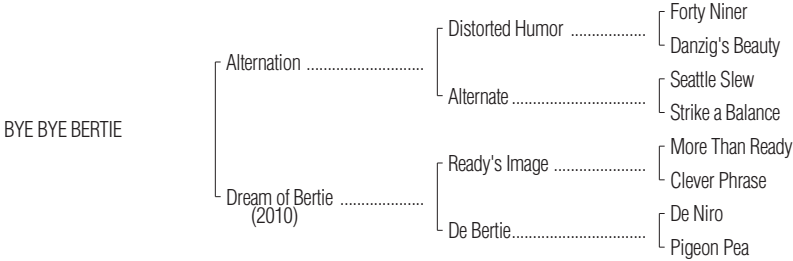 Forty Niner
Distorted Humor ..................
Danzig's Beauty
Alternation ............................
Seattle Slew
Alternate ................................
Strike a Balance
BYE BYE BERTIE
More Than Ready
Ready's Image ......................
Clever Phrase
Dream of Bertie ....................
(2010)
De Niro
De Bertie................................
Pigeon Pea